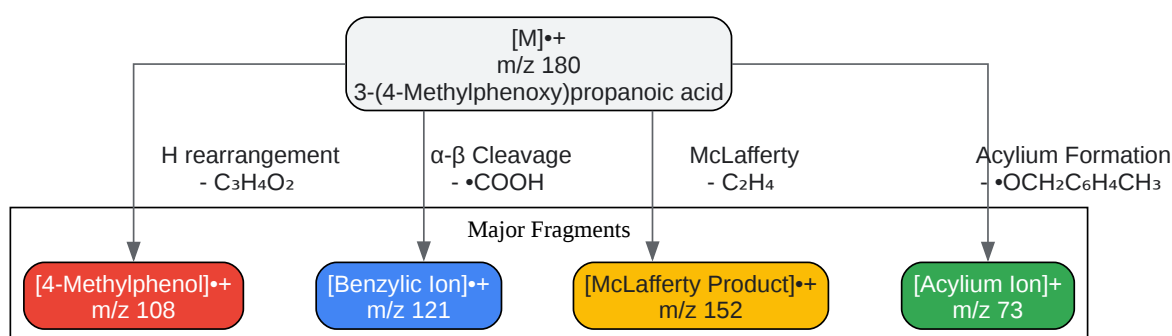 [M]•+
m/z 180
3-(4-Methylphenoxy)propanoic acid
H rearrangement
- C₃H₄O₂
α-β Cleavage
- •COOH
McLafferty
- C₂H₄
Acylium Formation
- •OCH₂C₆H₄CH₃
Major Fragments
[4-Methylphenol]•+
m/z 108
[Benzylic Ion]•+
m/z 121
[McLafferty Product]•+
m/z 152
[Acylium Ion]+
m/z 73